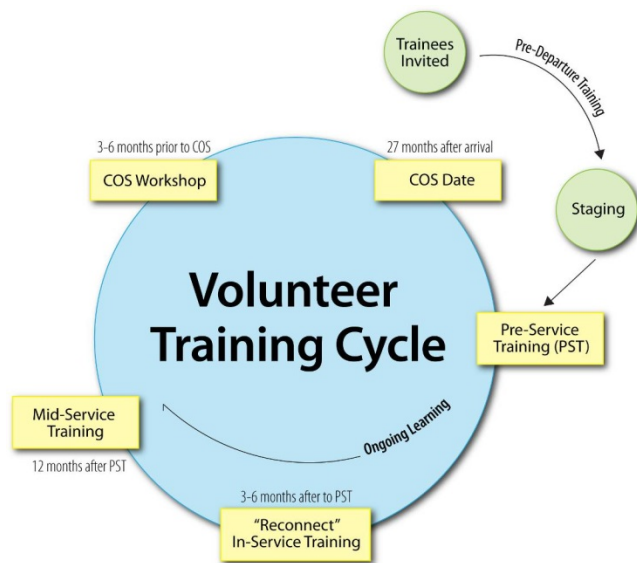 Trainees
Invited
Pre-Departure Training
3-6 months prior to COS
COS Workshop
27 months after arrival
COS Date
Staging
Volunteer
Training Cycle
Pre-Service
Training (PST)
Mid-Service
Training
12 months after PST
Ongoing Learning
3-6 months after to PST
“Reconnect”
In-Service Training